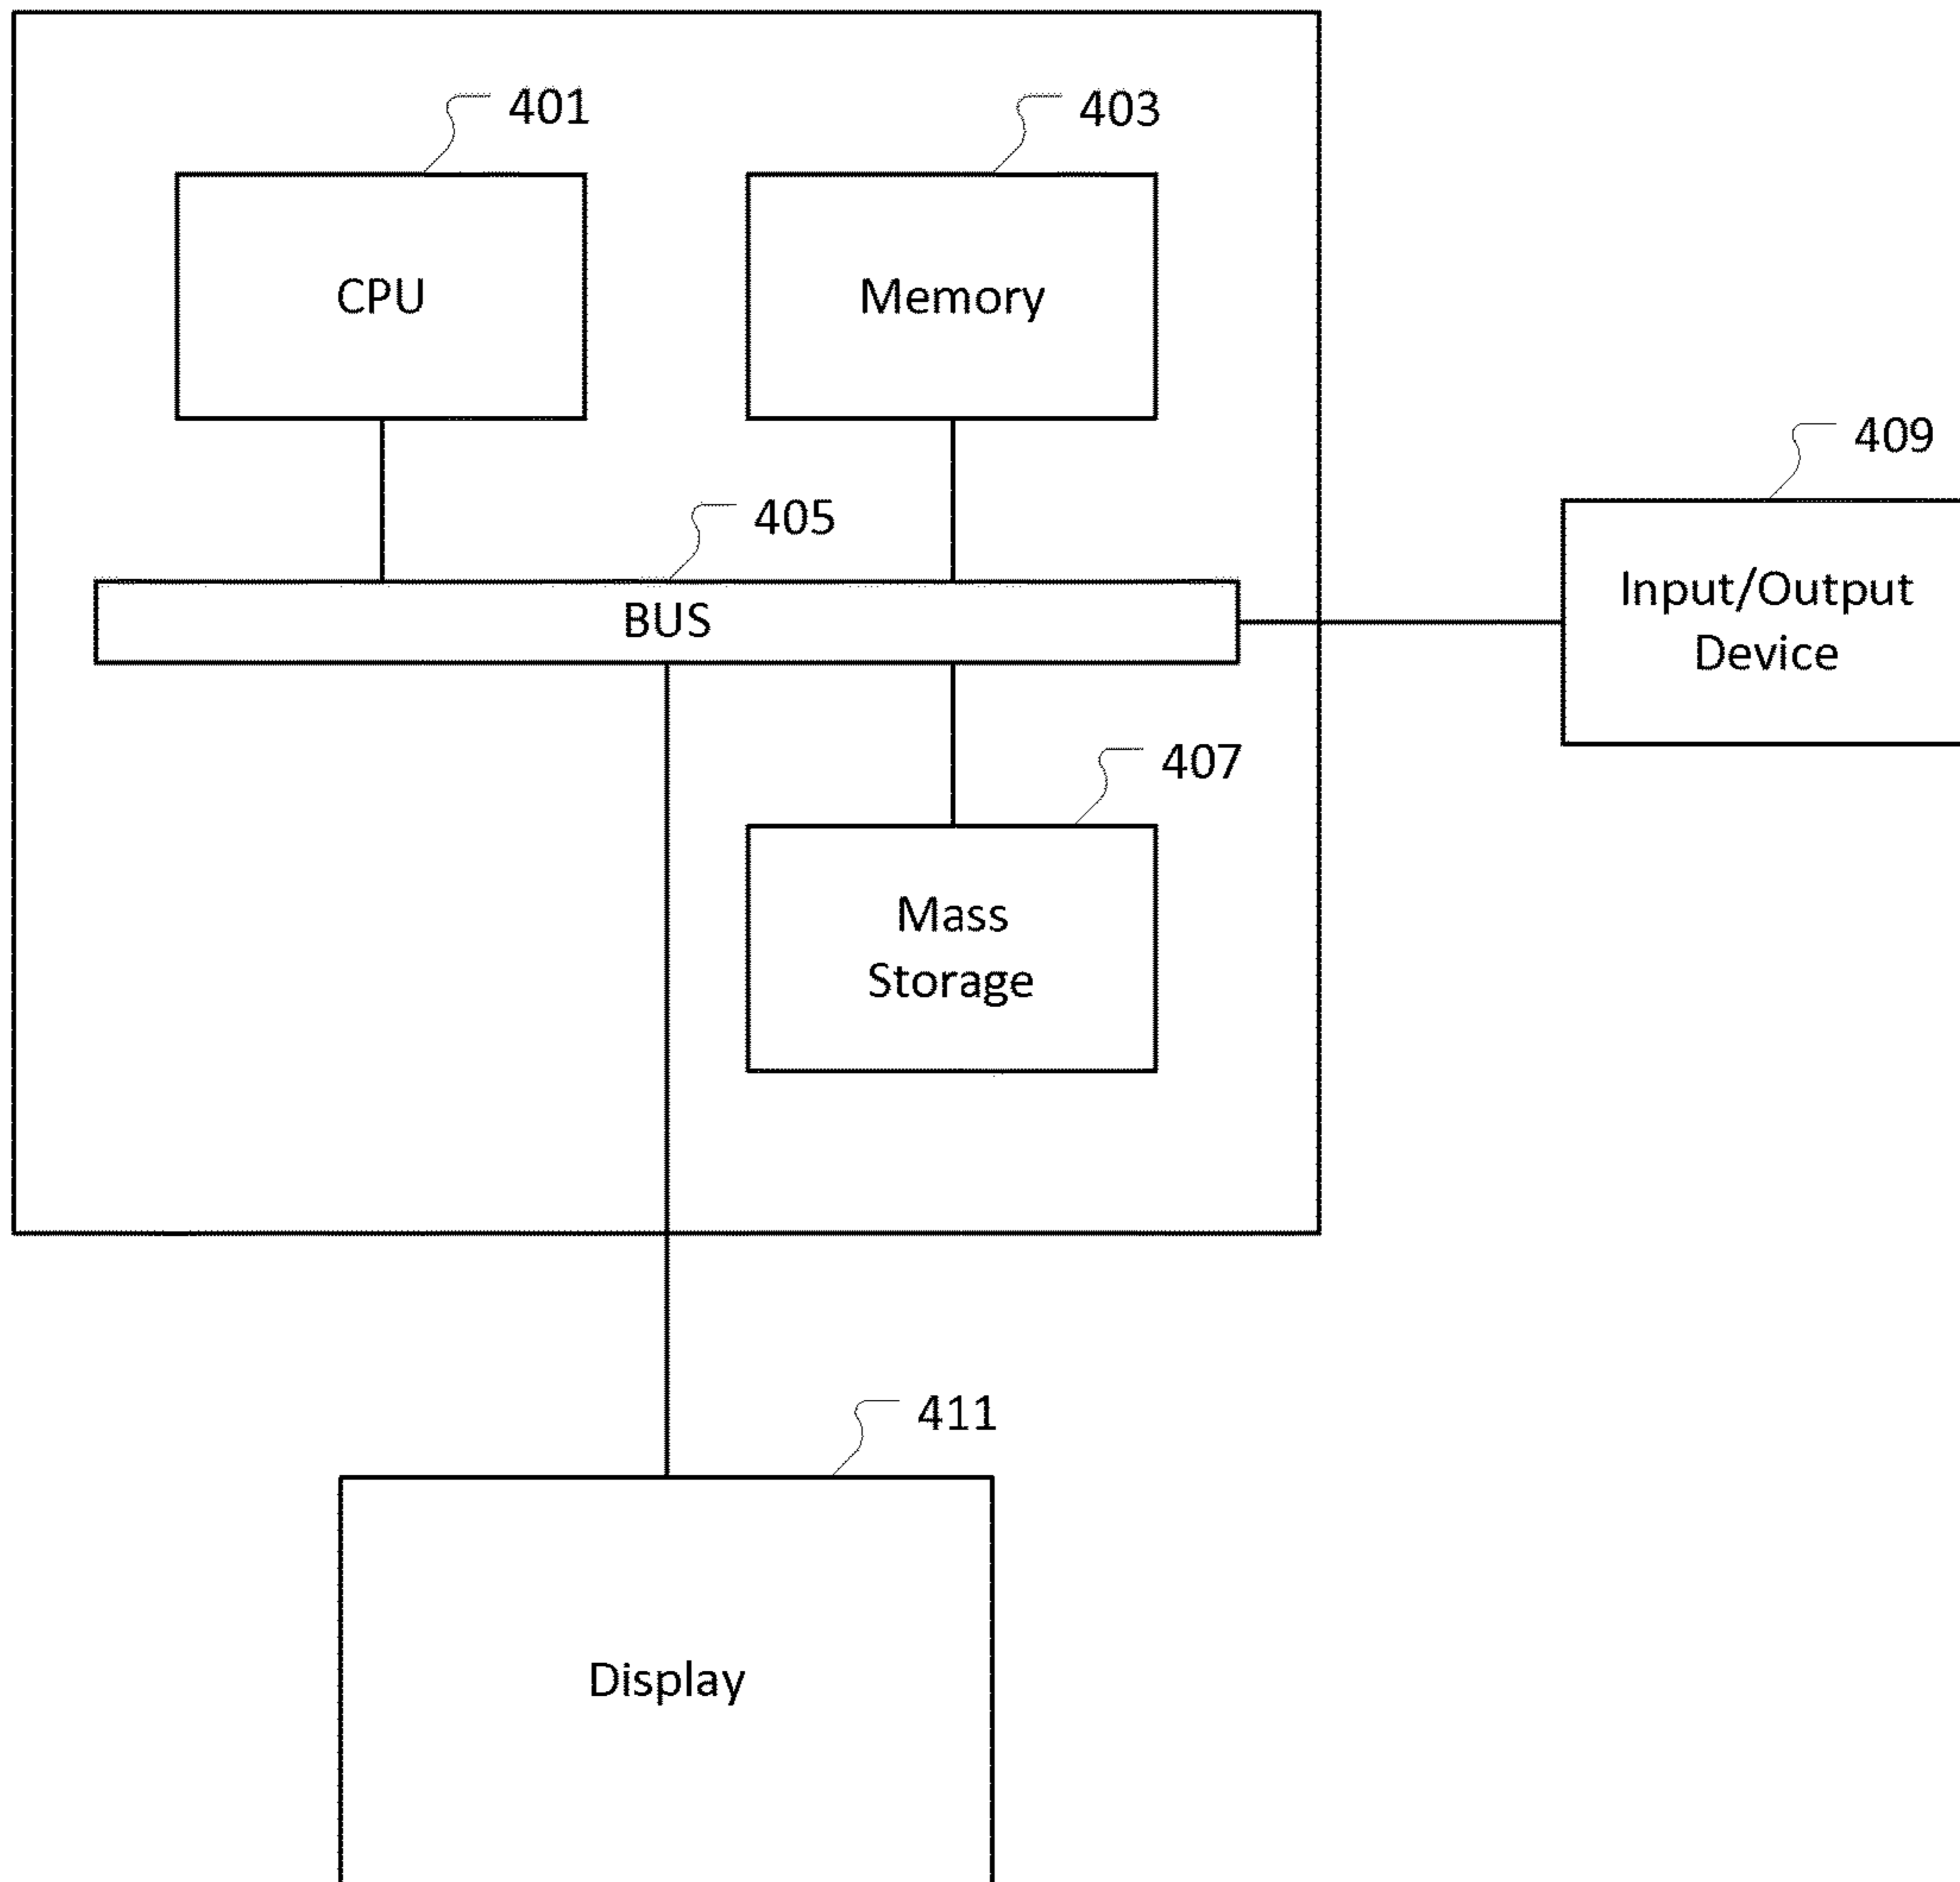 401
403
CPU
Memory
409
405
Input/Output
Device
BUS
407
Mass
Storage
411
Display